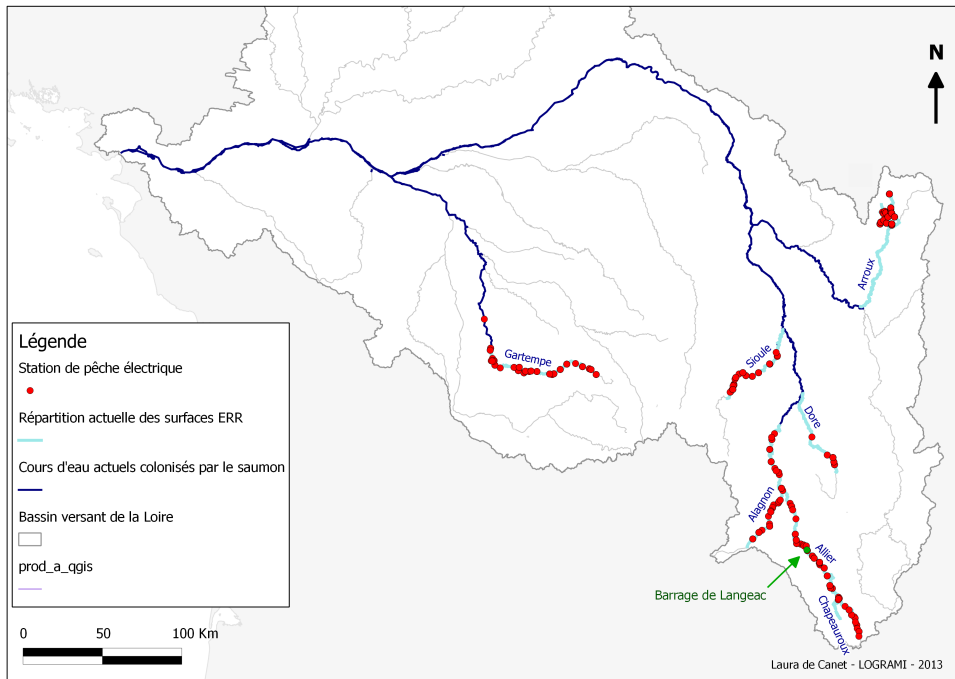 N
Arroux
Légende
Station de pêche électrique
Gartempe
Sioule
Répartition actuelle des surfaces ERR
Dore
Cours d'eau actuels colonisés par le saumon
Bassin versant de la Loire
Alagnon
Allier
prod_a_qgis
Barrage de Langeac
Chapeauroux
0 50 100 Km
Laura de Canet - LOGRAMI - 2013